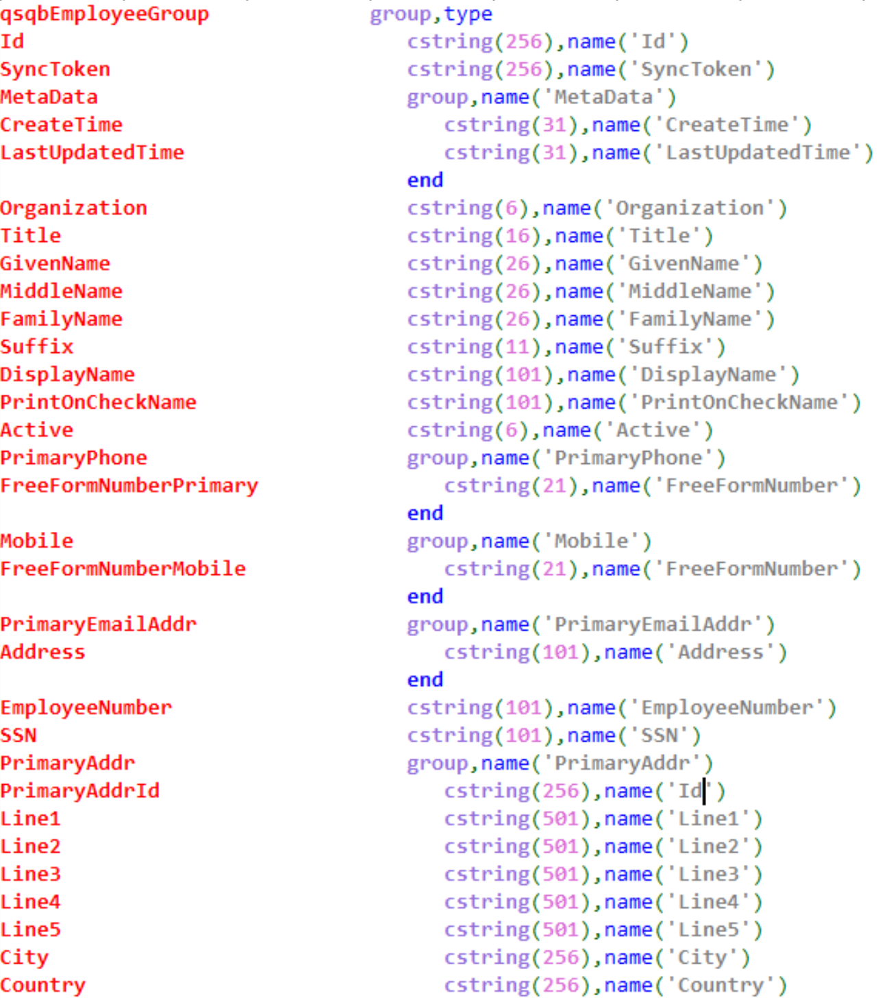 qsqbEmployeeGroup group,type
Id cstring(256),name('Id')
SyncToken cstring(256),name('SyncToken')
MetaData group,name('MetaData')
CreateTime cstring(31),name('CreateTime')
LastUpdatedTime cstring(31),name('LastUpdatedTime')
end
Organization cstring(6),name('Organization')
Title cstring(16),name('Title')
GivenName cstring(26),name('GivenName')
MiddleName cstring(26),name('MiddleName')
FamilyName cstring(26),name('FamilyName')
Suffix cstring(11),name('Suffix')
DisplayName cstring(101),name('DisplayName')
PrintOnCheckName cstring(101),name('PrintOnCheckName')
Active cstring(6),name('Active')
PrimaryPhone group,name('PrimaryPhone')
FreeFormNumberPrimary cstring(21),name('FreeFormNumber')
end
Mobile group,name('Mobile')
FreeFormNumberMobile cstring(21),name('FreeFormNumber')
end
PrimaryEmailAddr group,name('PrimaryEmailAddr')
Address cstring(101),name('Address')
end
EmployeeNumber cstring(101),name('EmployeeNumber')
SSN cstring(101),name('SSN')
PrimaryAddr group,name('PrimaryAddr')
PrimaryAddrId cstring(256),name('Id')
Line1 cstring(501),name('Line1')
Line2 cstring(501),name('Line2')
Line3 cstring(501),name('Line3')
Line4 cstring(501),name('Line4')
Line5 cstring(501),name('Line5')
City cstring(256),name('City')
Country cstring(256),name('Country')